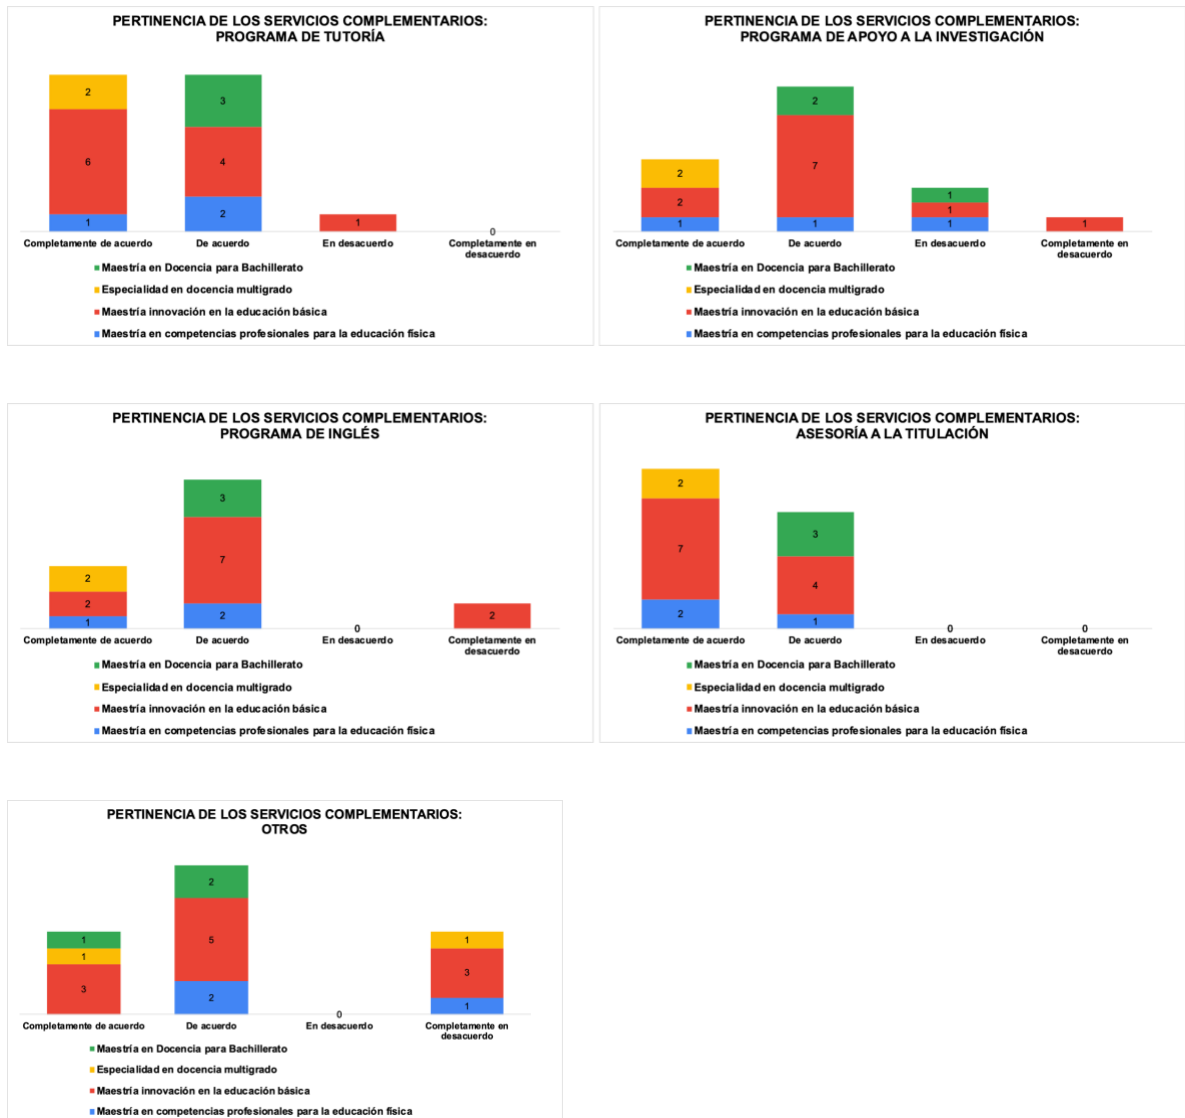 PERTINENCIA DE LOS SERVICIOS COMPLEMENTARIOS:
PROGRAMA DE TUTORÍA
2
6
1
3
4
2
1
0
Completamente de acuerdo
De acuerdo
En desacuerdo
Completamente en
desacuerdo
Maestría en Docencia para Bachillerato
Especialidad en docencia multigrado
Maestría innovación en la educación básica
Maestría en competencias profesionales para la educación física
PERTINENCIA DE LOS SERVICIOS COMPLEMENTARIOS:
PROGRAMA DE APOYO A LA INVESTIGACIÓN
2
2
1
2
7
1
1
1
1
1
Completamente de acuerdo
De acuerdo
En desacuerdo
Completamente en
desacuerdo
Maestría en Docencia para Bachillerato
Especialidad en docencia multigrado
Maestría innovación en la educación básica
Maestría en competencias profesionales para la educación física
PERTINENCIA DE LOS SERVICIOS COMPLEMENTARIOS:
PROGRAMA DE INGLÉS
2
2
1
3
7
2
0
2
Completamente de acuerdo
De acuerdo
En desacuerdo
Completamente en
desacuerdo
Maestría en Docencia para Bachillerato
Especialidad en docencia multigrado
Maestría innovación en la educación básica
Maestría en competencias profesionales para la educación física
PERTINENCIA DE LOS SERVICIOS COMPLEMENTARIOS:
ASESORÍA A LA TITULACIÓN
2
7
2
3
4
1
0
0
Completamente de acuerdo
De acuerdo
En desacuerdo
Completamente en
desacuerdo
Maestría en Docencia para Bachillerato
Especialidad en docencia multigrado
Maestría innovación en la educación básica
Maestría en competencias profesionales para la educación física
PERTINENCIA DE LOS SERVICIOS COMPLEMENTARIOS:
OTROS
1
1
3
2
5
2
0
1
3
1
Completamente de acuerdo
De acuerdo
En desacuerdo
Completamente en
desacuerdo
Maestría en Docencia para Bachillerato
Especialidad en docencia multigrado
Maestría innovación en la educación básica
Maestría en competencias profesionales para la educación física